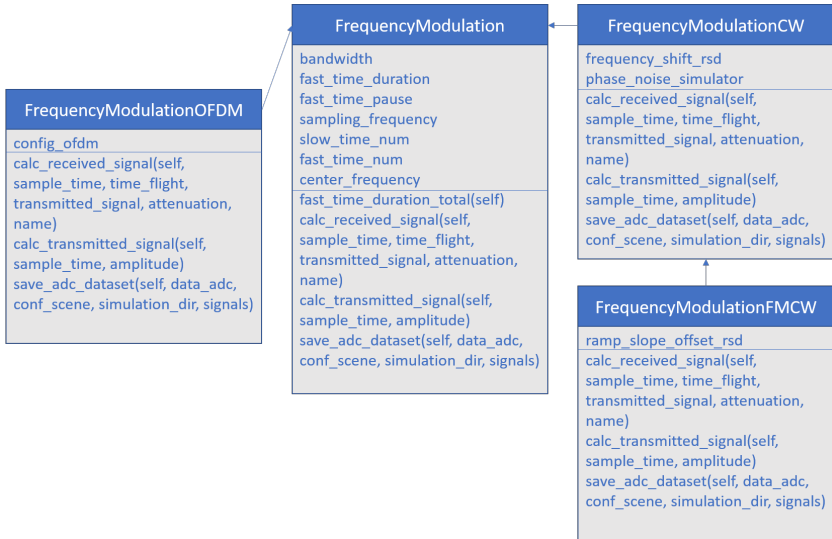 FrequencyModulationOFDM
config_ofdm
calc_received_signal(self,
sample_time, time_flight,
transmitted_signal, attenuation,
name)
calc_transmitted_signal(self,
sample_time, amplitude)
save_adc_dataset(self, data_adc,
conf_scene, simulation_dir, signals)
FrequencyModulation
bandwidth
fast_time_duration
fast_time_pause
sampling_frequency
slow_time_num
fast_time_num
center_frequency
fast_time_duration_total(self)
calc_received_signal(self,
sample_time, time_flight,
transmitted_signal, attenuation,
name)
calc_transmitted_signal(self,
sample_time, amplitude)
save_adc_dataset(self, data_adc,
conf_scene, simulation_dir, signals)
FrequencyModulationCW
frequency_shift_rsd
phase_noise_simulator
calc_received_signal(self,
sample_time, time_flight,
transmitted_signal, attenuation,
name)
calc_transmitted_signal(self,
sample_time, amplitude)
save_adc_dataset(self, data_adc,
conf_scene, simulation_dir, signals)
FrequencyModulationFMCW
ramp_slope_offset_rsd
calc_received_signal(self,
sample_time, time_flight,
transmitted_signal, attenuation,
name)
calc_transmitted_signal(self,
sample_time, amplitude)
save_adc_dataset(self, data_adc,
conf_scene, simulation_dir, signals)